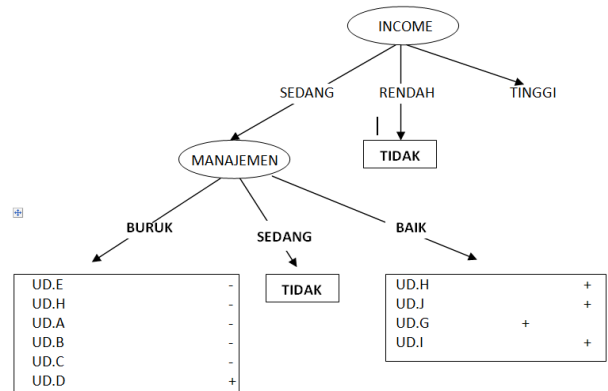 INCOME
SEDANG RENDAH TINGGI
TIDAK
MANAJEMEN
BURUK SEDANG BAIK
TIDAK
UD.E -
UD.H -
UD.A -
UD.B -
UD.C -
UD.D +
UD.H +
UD.J +
UD.G +
UD.I +